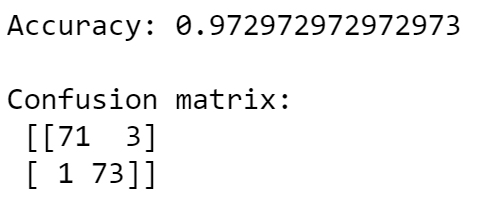 Accuracy: 0.972972972972973
Confusion matrix:
[[71  3]
[ 1 73]]